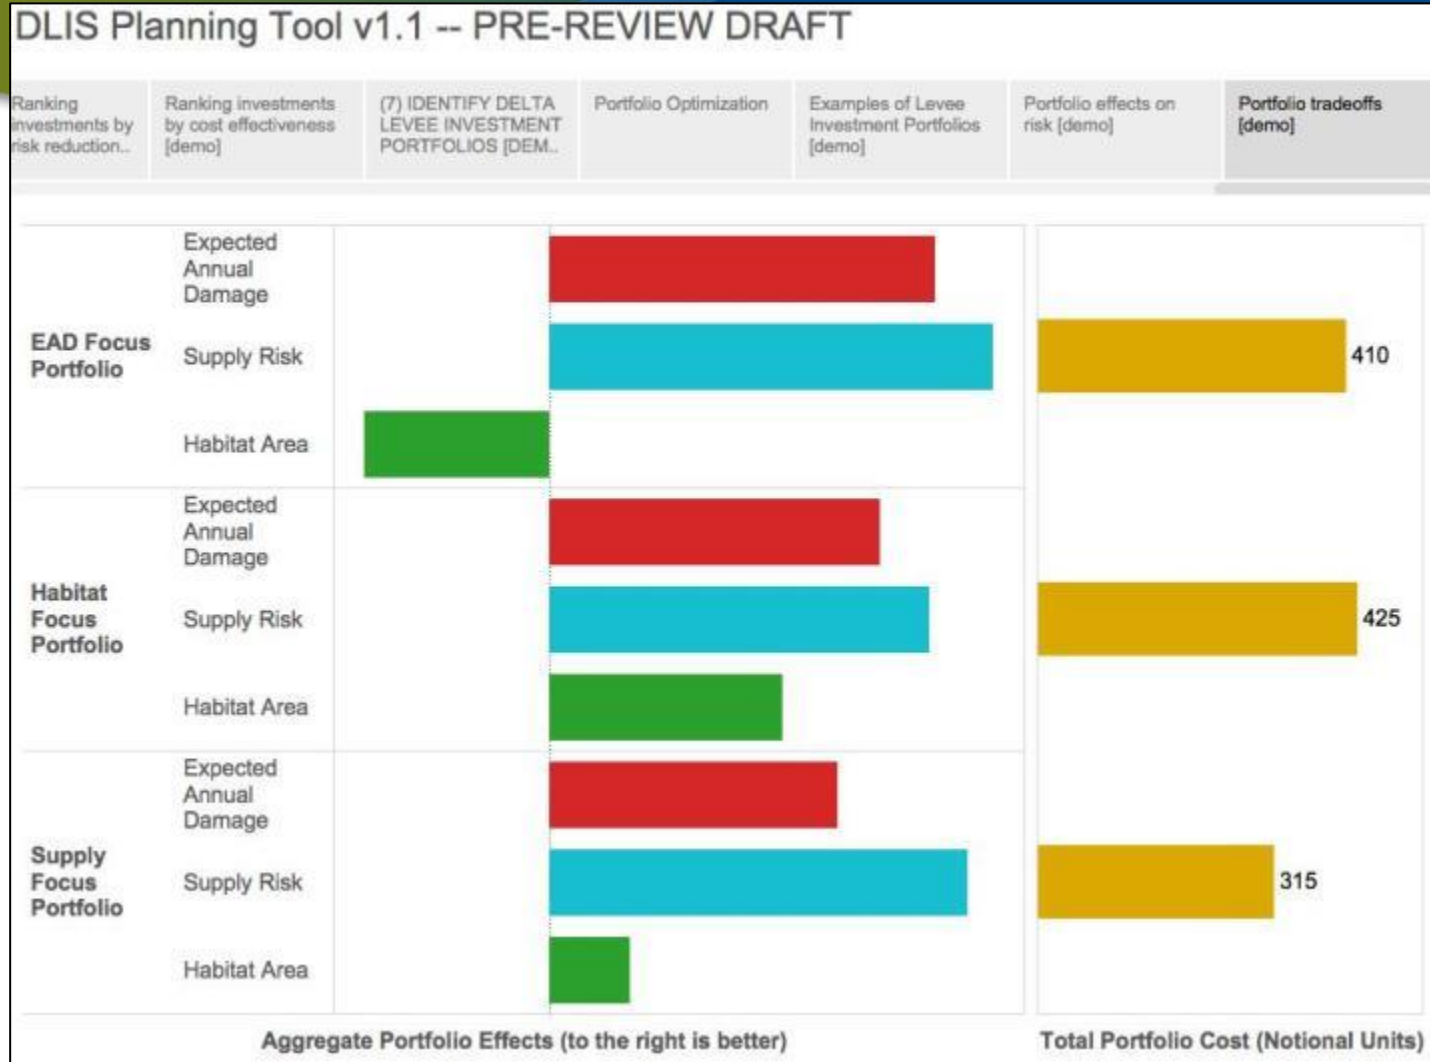 DLIS Planning Tool v1.1 -- PRE-REVIEW DRAFT
Ranking
investments by
risk reduction..
Ranking investments
by cost effectiveness
[demo]
(7) IDENTIFY DELTA
LEVEE INVESTMENT
PORTFOLIOS [DEM..
Portfolio Optimization
Examples of Levee
Investment Portfolios
[demo]
Portfolio effects on
risk [demo]
Portfolio tradeoffs
[demo]
EAD Focus
Portfolio
Expected
Annual
Damage
Supply Risk
Habitat Area
410
Habitat
Focus
Portfolio
Expected
Annual
Damage
Supply Risk
Habitat Area
425
Supply
Focus
Portfolio
Expected
Annual
Damage
Supply Risk
Habitat Area
315
Aggregate Portfolio Effects (to the right is better)
Total Portfolio Cost (Notional Units)